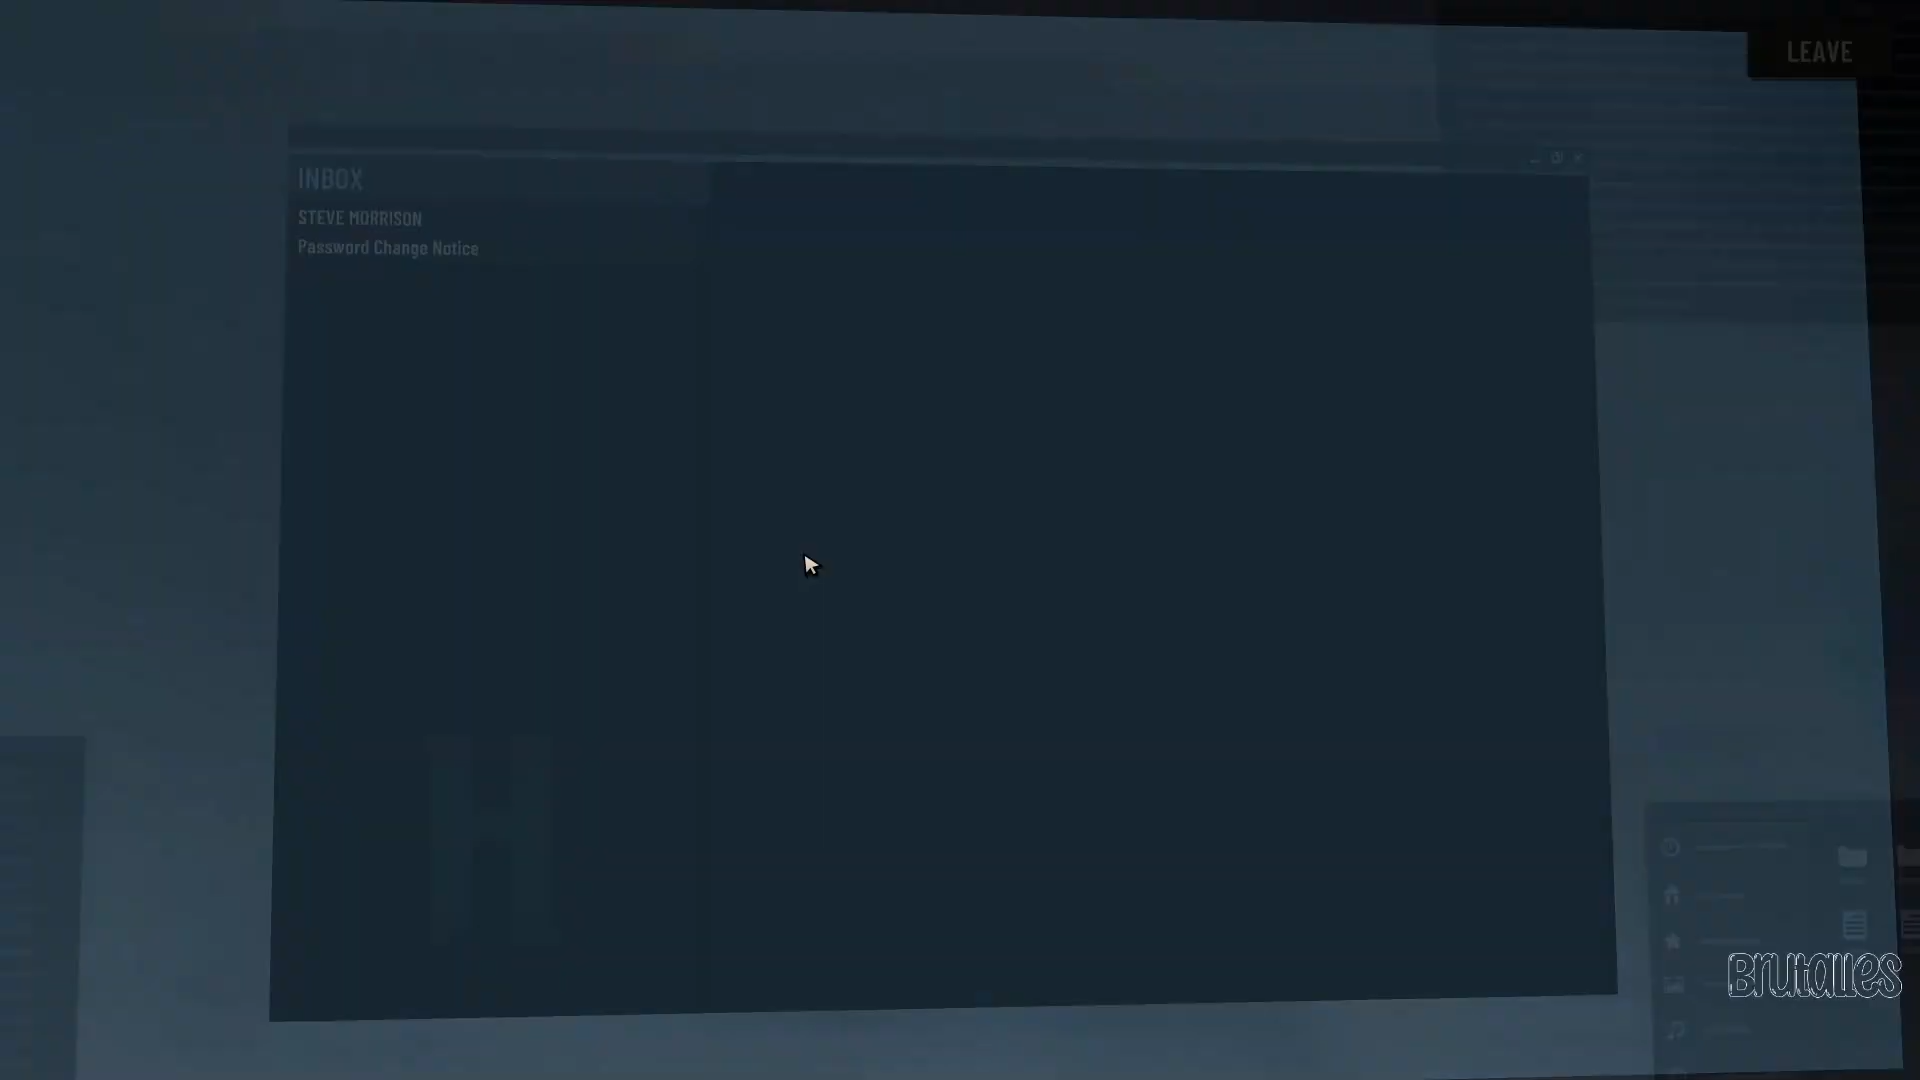 LEAVE
INBOX
STEVE MORRISON
Password Change Notice
H
Brutalles